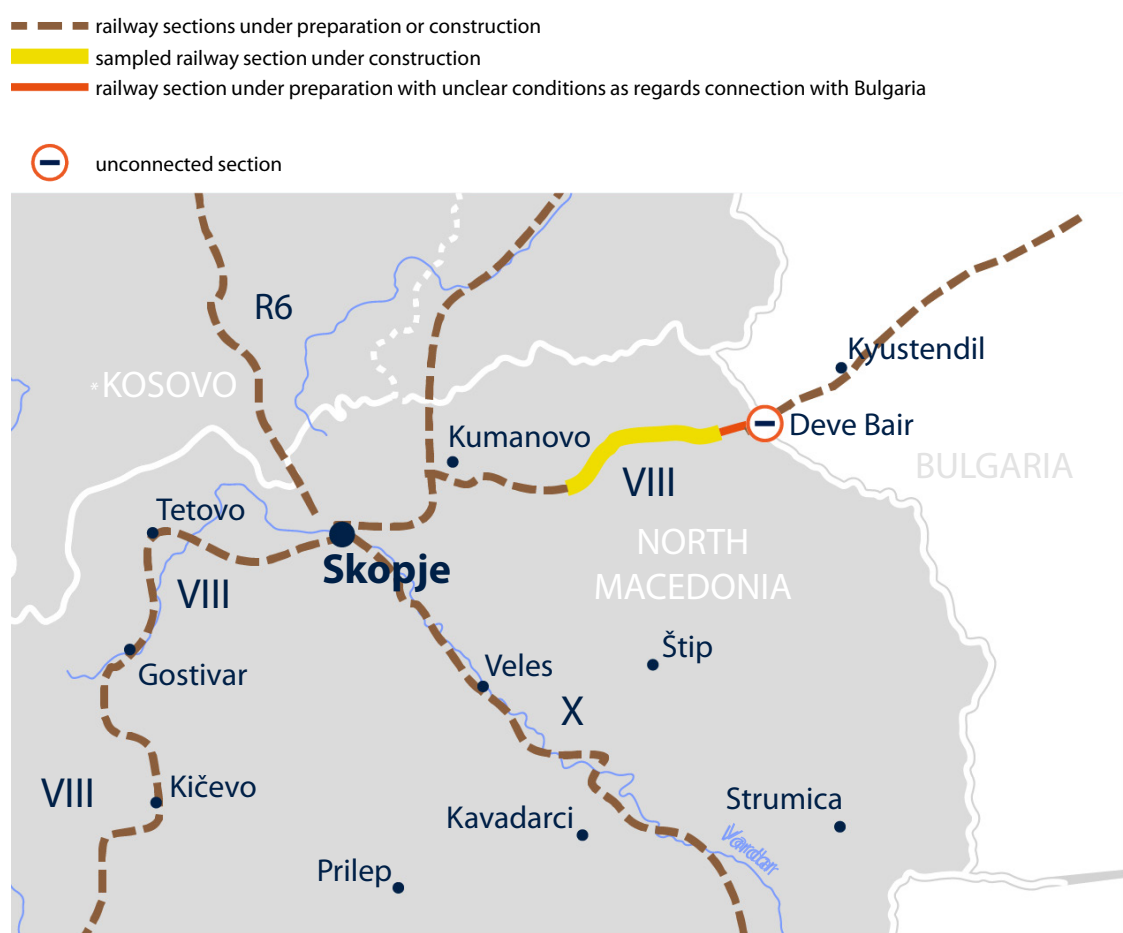 railway sections under preparation or construction
sampled railway section under construction
railway section under preparation with unclear conditions as regards connection with Bulgaria
unconnected section
R6
*KOSOVO
Kyustendil
Deve Bair
Kumanovo
BULGARIA
VIII
Tetovo
NORTH
MACEDONIA
Skopje
VIII
Štip
Gostivar
Veles
X
Kičevo
VIII
Strumica
Kavadarci
Vardar
Prilep